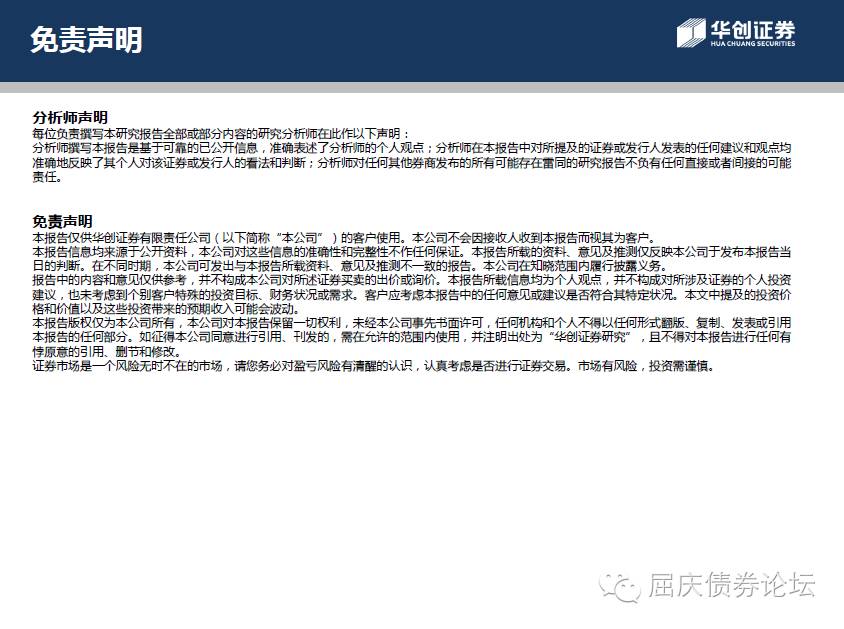 免责声明
华创证券
HUA CHUANG SECURITIES
分析师声明
每位负责撰写本研究报告全部或部分内容的研究分析师在此作以下声明：
分析师撰写本报告是基于可靠的已公开信息，准确表述了分析师的个人观点；分析师在本报告中对所提及的证券或发行人发表的任何建议和观点均
准确地反映了其个人对该证券或发行人的看法和判断；分析师对任何其他券商发布的所有可能存在雷同的研究报告不负有任何直接或者间接的可能
责任。
免责声明
本报告仅供华创证券有限责任公司（以下简称“本公司”）的客户使用。本公司不会因接收人收到本报告而视其为客户。
本报告信息均来源于公开资料，本公司对这些信息的准确性和完整性不作任何保证。本报告所载的资料、意见及推测仅反映本公司于发布本报告当
日的判断。在不同时期，本公司可发出与本报告所载资料、意见及推测不一致的报告。本公司在知晓范围内履行披露义务。
报告中的内容和意见仅供参考，并不构成本公司对所述证券买卖的出价或询价。本报告所载信息均为个人观点，并不构成对所涉及证券的个人投资
建议，也未考虑到个别客户特殊的投资目标、财务状况或需求。客户应考虑本报告中的任何意见或建议是否符合其特定状况。本文中提及的投资价
格和价值以及这些投资带来的预期收入可能会波动。
本报告版权仅为本公司所有，本公司对本报告保留一切权利，未经本公司事先书面许可，任何机构和个人不得以任何形式翻版、复制、发表或引用
本报告的任何部分。如征得本公司同意进行引用、刊发的，需在允许的范围内使用，并注明出处为“华创证券研究”，且不得对本报告进行任何有
悖原意的引用、删节和修改。
证券市场是一个风险无时不在的市场，请您务必对盈亏风险有清醒的认识，认真考虑是否进行证券交易。市场有风险，投资需谨慎。
屈庆债券论坛